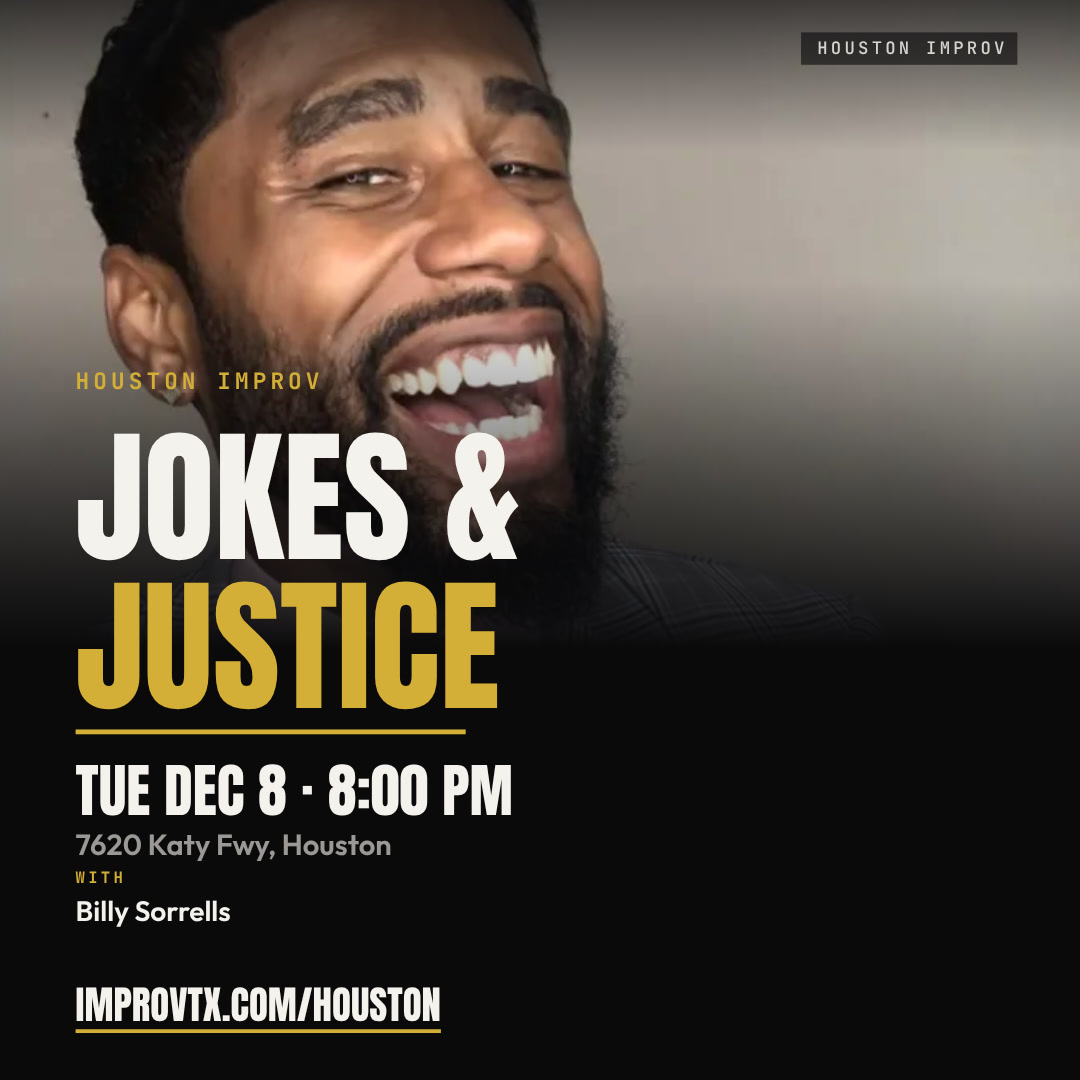 HOUSTON IMPROV
HOUSTON IMPROV
JOKES &
JUSTICE
TUE DEC 8 · 8:00 PM
7620 Katy Fwy, Houston
WITH
Billy Sorrells
IMPROVTX.COM/HOUSTON